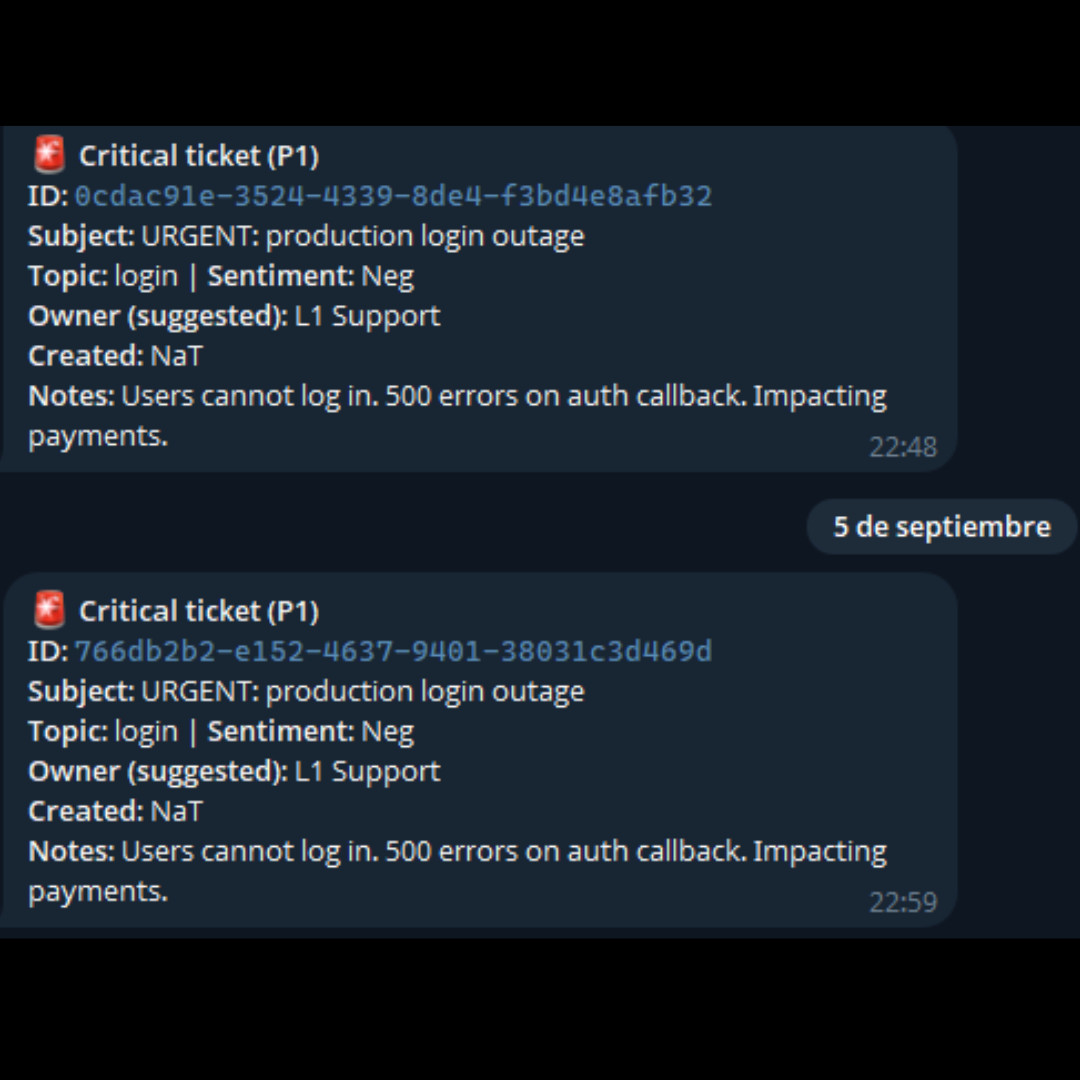 🚨 Critical ticket (P1)
ID: 0cdac91e-3524-4339-8de4-f3bd4e8afb32
Subject: URGENT: production login outage
Topic: login | Sentiment: Neg
Owner (suggested): L1 Support
Created: NaT
Notes: Users cannot log in. 500 errors on auth callback. Impacting
payments.
22:48
5 de septiembre
🚨 Critical ticket (P1)
ID: 766db2b2-e152-4637-9401-38031c3d469d
Subject: URGENT: production login outage
Topic: login | Sentiment: Neg
Owner (suggested): L1 Support
Created: NaT
Notes: Users cannot log in. 500 errors on auth callback. Impacting
payments.
22:59